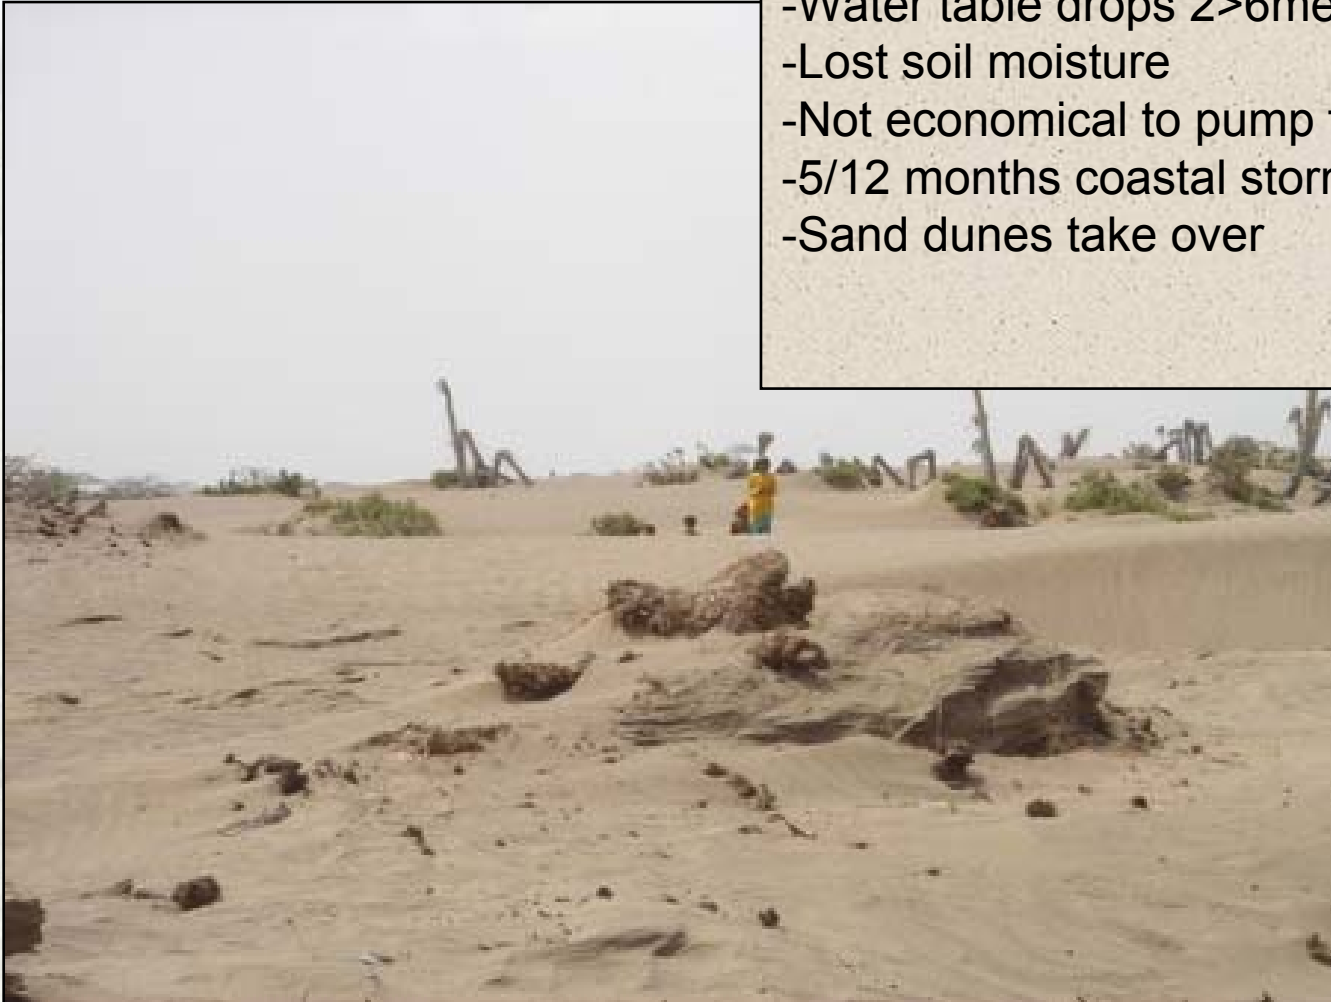 -Water table drops 2>6me
-Lost soil moisture
-Not economical to pump
-5/12 months coastal stor
-Sand dunes take over